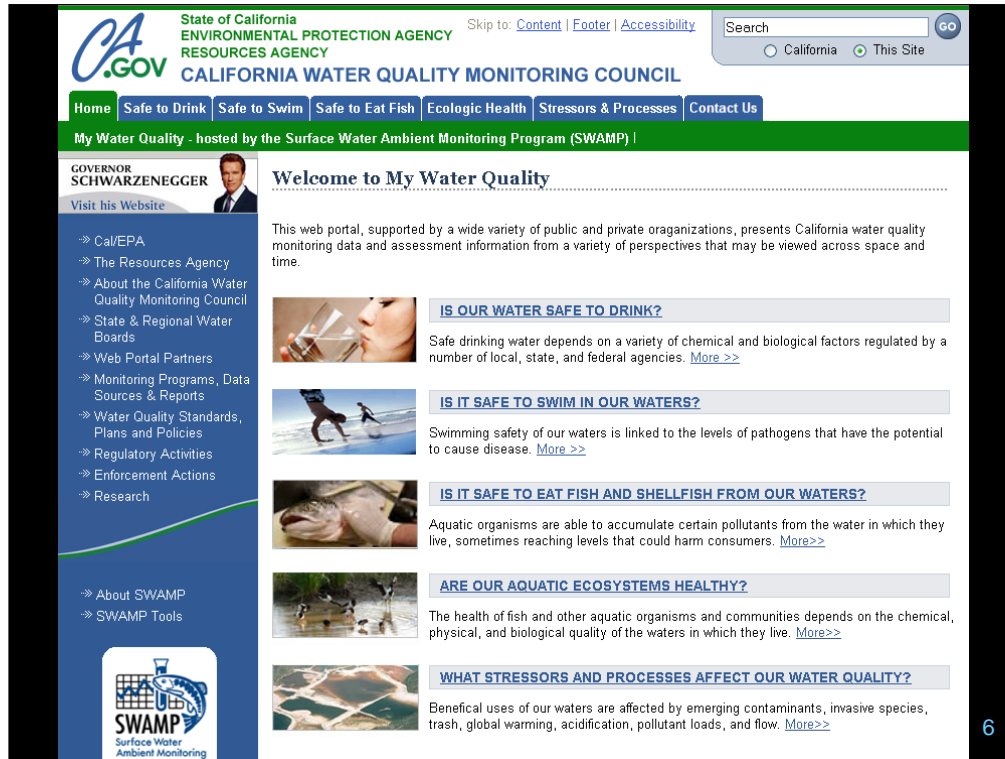 CA
.GOV
State of California
ENVIRONMENTAL PROTECTION AGENCY
RESOURCES AGENCY
CALIFORNIA WATER QUALITY MONITORING COUNCIL
Skip to: Content | Footer | Accessibility
Search
GO
California
This Site
Home
Safe to Drink
Safe to Swim
Safe to Eat Fish
Ecologic Health
Stressors & Processes
Contact Us
My Water Quality - hosted by the Surface Water Ambient Monitoring Program (SWAMP) |
GOVERNOR
SCHWARZENEGGER
Visit his Website
Cal/EPA
The Resources Agency
About the California Water
Quality Monitoring Council
State & Regional Water
Boards
Web Portal Partners
Monitoring Programs, Data
Sources & Reports
Water Quality Standards,
Plans and Policies
Regulatory Activities
Enforcement Actions
Research
About SWAMP
SWAMP Tools
SWAMP
Surface Water
Ambient Monitoring
Welcome to My Water Quality
This web portal, supported by a wide variety of public and private oraganizations, presents California water quality
monitoring data and assessment information from a variety of perspectives that may be viewed across space and
time.
IS OUR WATER SAFE TO DRINK?
Safe drinking water depends on a variety of chemical and biological factors regulated by a
number of local, state, and federal agencies. More >>
IS IT SAFE TO SWIM IN OUR WATERS?
Swimming safety of our waters is linked to the levels of pathogens that have the potential
to cause disease. More >>
IS IT SAFE TO EAT FISH AND SHELLFISH FROM OUR WATERS?
Aquatic organisms are able to accumulate certain pollutants from the water in which they
live, sometimes reaching levels that could harm consumers. More>>
ARE OUR AQUATIC ECOSYSTEMS HEALTHY?
The health of fish and other aquatic organisms and communities depends on the chemical,
physical, and biological quality of the waters in which they live. More>>
WHAT STRESSORS AND PROCESSES AFFECT OUR WATER QUALITY?
Benefical uses of our waters are affected by emerging contaminants, invasive species,
trash, global warming, acidification, pollutant loads, and flow. More>>
6